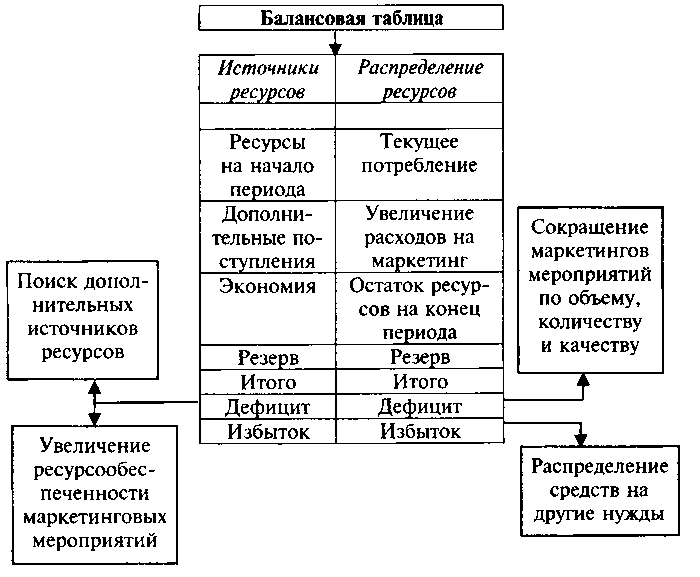 Балансовая таблица
Источники
ресурсов
Распределение
ресурсов
Ресурсы
на начало
периода
Текущее
потребление
Дополни-
тельные по-
ступления
Увеличение
расходов на
маркетинг
Экономия
Остаток ресур-
сов на конец
периода
Резерв
Резерв
Итого
Итого
Дефицит
Дефицит
Избыток
Избыток
Поиск допол-
нительных
источников
ресурсов
Увеличение
ресурсообес-
печенности
маркетинговых
мероприятий
Сокращение
маркетингов
мероприятий
по объему,
количеству
и качеству
Распределение
средств на
другие нужды